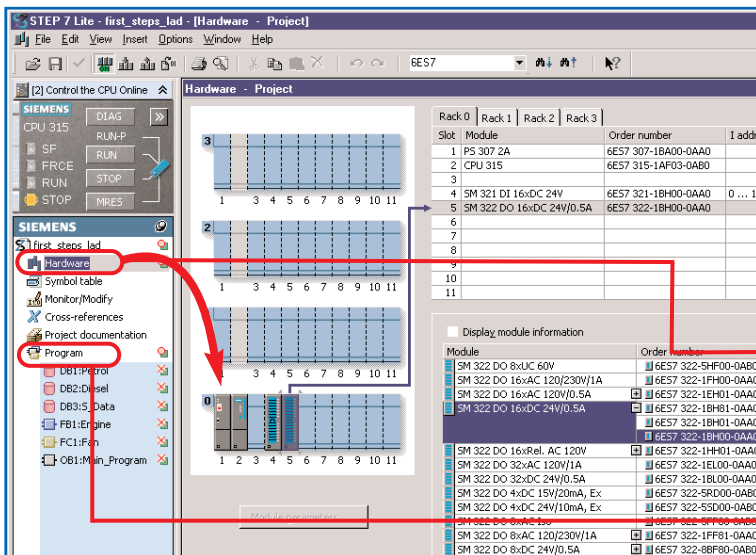 STEP 7 Lite - first_steps_lad - [Hardware - Project]
File Edit View Insert Options Window Help
6ES7
[2] Control the CPU Online
SIEMENS
CPU 315
DIAG
RUN-P
SF
FRCE
RUN
STOP
RUN
STOP
MRES
SIEMENS
first_steps_lad
Hardware
Symbol table
Monitor/Modify
Cross-references
Project documentation
Program
DB1:Petrol
DB2:Diesel
DB3:S_Data
FB1:Engine
FC1:Fan
OB1:Main_Program
Hardware - Project
3
1 3 4 5 6 7 8 9 10 11
2
1 3 4 5 6 7 8 9 10 11
3 4 5 6 7 8 9 10 11
0
1 2 3 4 5 6 7 8 9 10 11
Module parameters
Rack 0 Rack 1 Rack 2 Rack 3
Slot Module Order number I addr
1 PS 307 2A 6ES7 307-1BA00-0AA0
2 CPU 315 6ES7 315-1AF03-0AB0
3
4 SM 321 DI 16xDC 24V 6ES7 321-1BH00-0AA0 0 ... 1
5 SM 322 DO 16xDC 24V/0.5A 6ES7 322-1BH00-0AA0
6
7
8
9
10
11
Display module information
Module Order number
SM 322 DO 8xUC 60V 6ES7 322-5HF00-0AB0
SM 322 DO 16xAC 120/230V/1A 6ES7 322-1FH00-0AA0
SM 322 DO 16xAC 120V/0.5A 6ES7 322-1EH01-0AA0
SM 322 DO 16xDC 24V/0.5A 6ES7 322-1BH81-0AA0
6ES7 322-1BH01-0AA0
6ES7 322-1BH00-0AA0
SM 322 DO 16xRel. AC 120V 6ES7 322-1HH01-0AA0
SM 322 DO 32xAC 120V/1A 6ES7 322-1EL00-0AA0
SM 322 DO 32xDC 24V/0.5A 6ES7 322-1BL00-0AA0
SM 322 DO 4xDC 15V/20mA, Ex 6ES7 322-5RD00-0AB0
SM 322 DO 4xDC 24V/10mA, Ex 6ES7 322-5SD00-0AB0
SM 322 DO 8xAC Iso 6ES7 322-5FF00-0AB0
SM 322 DO 8xAC 120/230V/1A 6ES7 322-1FF81-0AA0
SM 322 DO 8xDC 24V/0.5A 6ES7 322-8BF80-0AB0